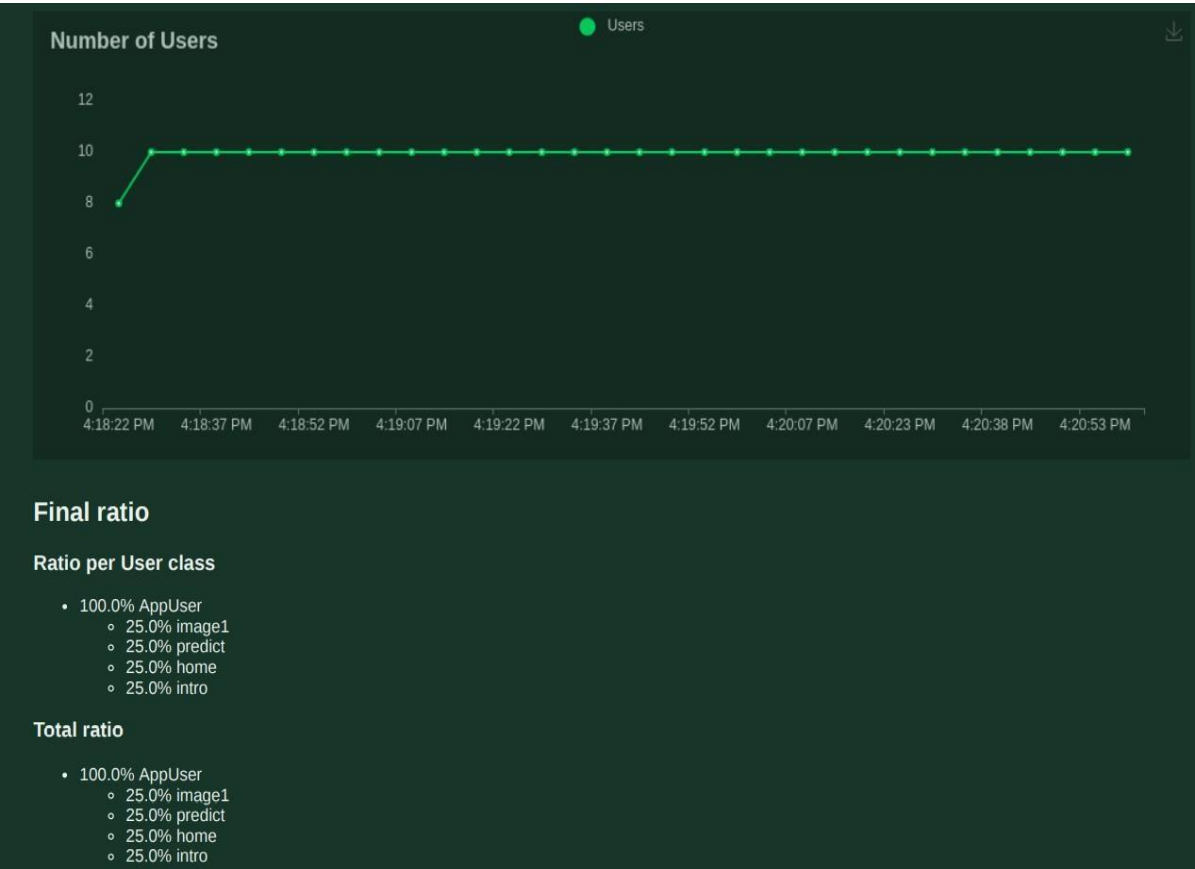 Users
Number of Users
12
10
8
6
4
2
0
4:18:22 PM 4:18:37 PM 4:18:52 PM 4:19:07 PM 4:19:22 PM 4:19:37 PM 4:19:52 PM 4:20:07 PM 4:20:23 PM 4:20:38 PM 4:20:53 PM
Final ratio
Ratio per User class
100.0% AppUser
25.0% image1
25.0% predict
25.0% home
25.0% intro
Total ratio
100.0% AppUser
25.0% image1
25.0% predict
25.0% home
25.0% intro